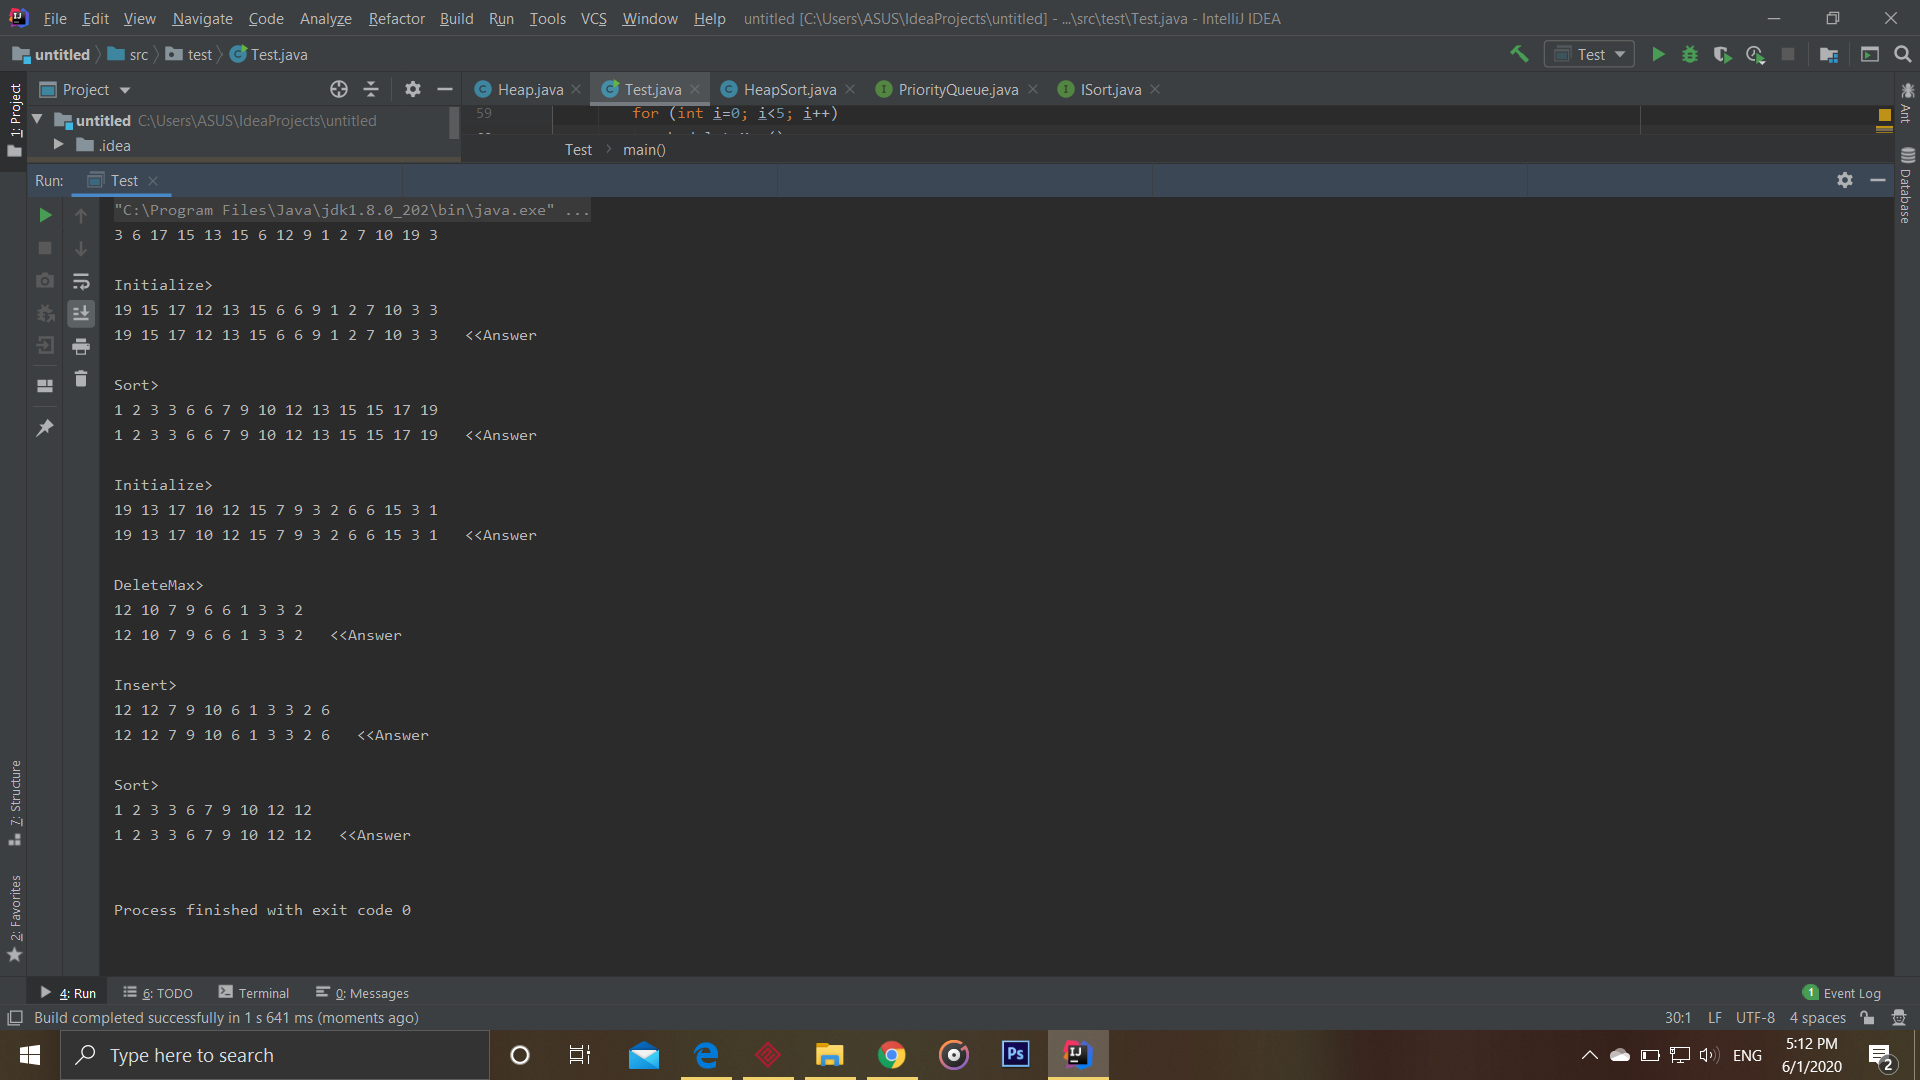 File Edit View Navigate Code Analyze Refactor Build Run Tools VCS Window Help untitled [C:\Users\ASUS\IdeaProjects\untitled] - ...\src\test\Test.java - IntelliJ IDEA
untitled src test Test.java Test
1: Project
Project Heap.java Test.java HeapSort.java PriorityQueue.java ISort.java
Ant
untitled C:\Users\ASUS\IdeaProjects\untitled
.idea
59 for (int i=0; i<5; i++)
Test main()
Database
Run: Test
"C:\Program Files\Java\jdk1.8.0_202\bin\java.exe" ...
3 6 17 15 13 15 6 12 9 1 2 7 10 19 3
Initialize>
19 15 17 12 13 15 6 6 9 1 2 7 10 3 3
19 15 17 12 13 15 6 6 9 1 2 7 10 3 3 <<Answer
Sort>
1 2 3 3 6 6 7 9 10 12 13 15 15 17 19
1 2 3 3 6 6 7 9 10 12 13 15 15 17 19 <<Answer
Initialize>
19 13 17 10 12 15 7 9 3 2 6 6 15 3 1
19 13 17 10 12 15 7 9 3 2 6 6 15 3 1 <<Answer
DeleteMax>
12 10 7 9 6 6 1 3 3 2
12 10 7 9 6 6 1 3 3 2 <<Answer
Insert>
12 12 7 9 10 6 1 3 3 2 6
12 12 7 9 10 6 1 3 3 2 6 <<Answer
Sort>
1 2 3 3 6 7 9 10 12 12
1 2 3 3 6 7 9 10 12 12 <<Answer
Process finished with exit code 0
7: Structure
2: Favorites
4: Run 6: TODO Terminal 0: Messages 1 Event Log
Build completed successfully in 1 s 641 ms (moments ago) 30:1 LF UTF-8 4 spaces
Type here to search Ps IJ ENG 5:12 PM
6/1/2020 2